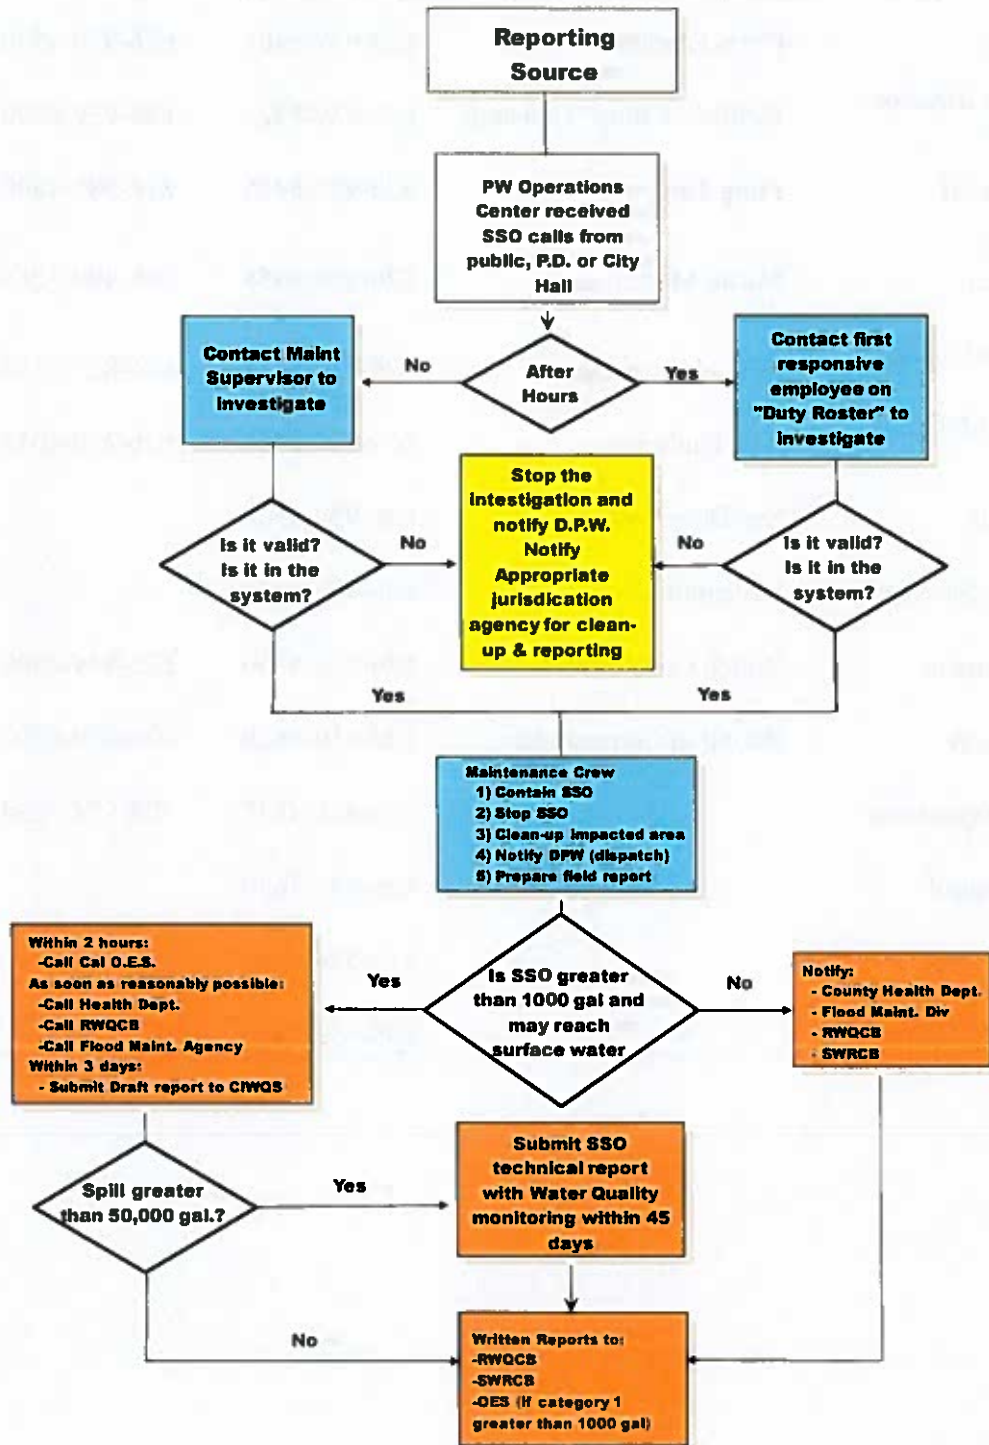 Reporting
Source
PW Operations
Center received
SSO calls from
public, P.D. or City
Hall
After
Hours
No
Yes
Contact Maint
Supervisor to
investigate
Contact first
responsive
employee on
"Duty Roster" to
investigate
Is it valid?
Is it in the
system?
No
Stop the
intestigation and
notify D.P.W.
Notify
Appropriate
jurisdication
agency for clean-
up & reporting
No
Is it valid?
Is it in the
system?
Yes
Yes
Maintenance Crew
1) Contain SSO
2) Stop SSO
3) Clean-up impacted area
4) Notify DPW (dispatch)
5) Prepare field report
Is SSO greater
than 1000 gal and
may reach
surface water
Yes
No
Within 2 hours:
-Call Cal O.E.S.
As soon as reasonably possible:
-Call Health Dept.
-Call RWQCB
-Call Flood Maint. Agency
Within 3 days:
- Submit Draft report to CIWQS
Notify:
- County Health Dept.
- Flood Maint. Div
- RWQCB
- SWRCB
Spill greater
than 50,000 gal.?
Yes
Submit SSO
technical report
with Water Quality
monitoring within 45
days
No
Written Reports to:
-RWQCB
-SWRCB
-OES (If category 1
greater than 1000 gal)